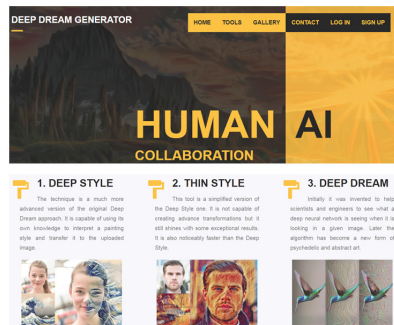 DEEP DREAM GENERATOR
HOME TOOLS GALLERY CONTACT LOG IN SIGN UP
HUMAN AI
COLLABORATION
1. DEEP STYLE
The technique is a much more
advanced version of the original Deep
Dream approach. It is capable of using its
own knowledge to interpret a painting
style and transfer it to the uploaded
image.
2. THIN STYLE
This tool is a simplified version of
the Deep Style one. It is not capable of
creating advance transformations but it
still shines with some exceptional results.
It is also noticeably faster than the Deep
Style.
3. DEEP DREAM
Initially it was invented to help
scientists and engineers to see what a
deep neural network is seeing when it is
looking in a given image. Later the
algorithm has become a new form of
psychedelic and abstract art.